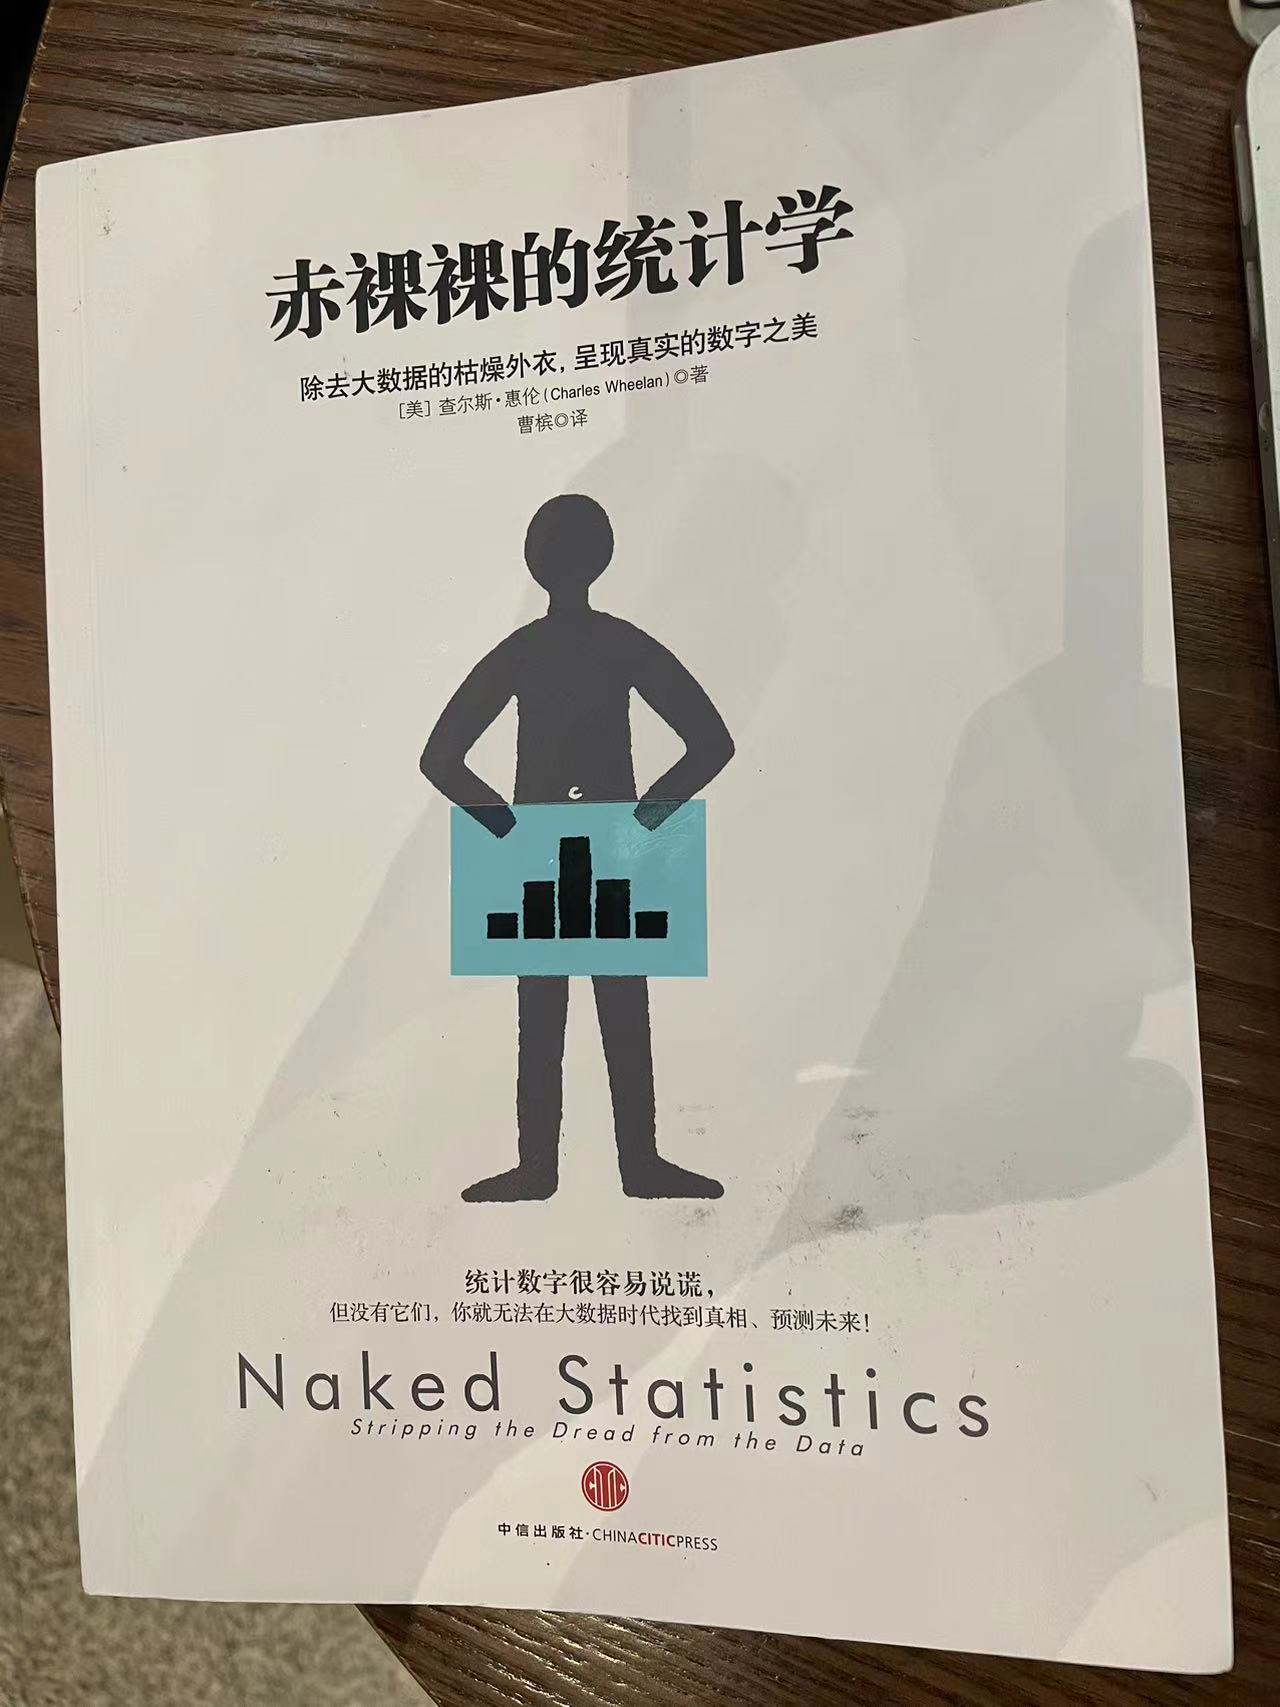 赤裸裸的统计学
除去大数据的枯燥外衣，呈现真实的数字之美
［美］查尔斯·惠伦（Charles Wheelan）◎著
曹槟◎译
统计数字很容易说谎，
但没有它们，你就无法在大数据时代找到真相、预测未来！
Naked Statistics
Stripping the Dread from the Data
中信出版社·CHINACITICPRESS